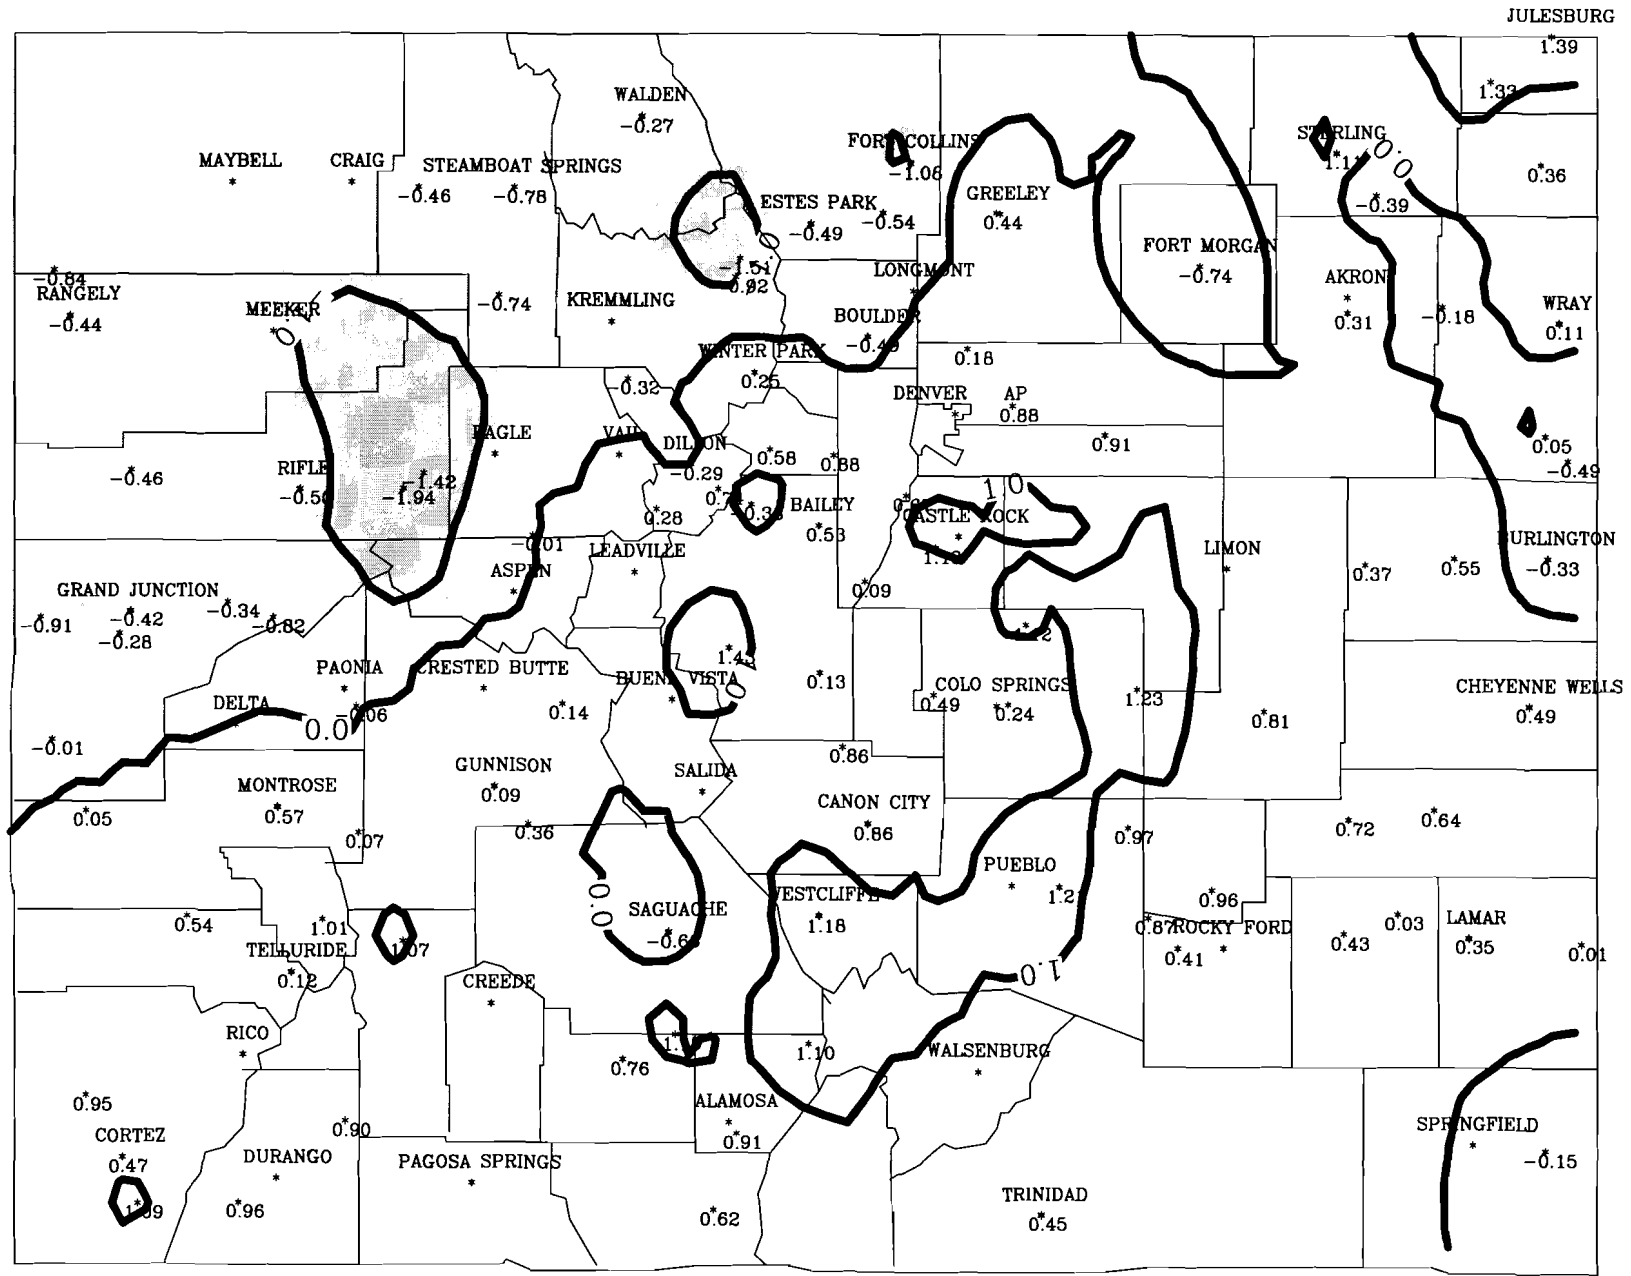 JULESBURG
1.39
WALDEN
1.33
-0.27
FORT COLLINS
STERLING
MAYBELL
CRAIG
STEAMBOAT SPRINGS
0.0
-1.06
0.36
-0.46
-0.78
ESTES PARK
GREELEY
-0.39
-0.49
-0.54
0.44
FORT MORGAN
-0.84
-1.51
LONGMONT
-0.74
AKRON
RANGELY
0.92
-0.44
MEEKER
-0.74
KREMMLING
BOULDER
0.31
-0.18
WRAY
0.11
WINTER PARK
0.18
-0.32
0.25
DENVER
AP
0.88
EAGLE
VAIL
DILLON
0.91
0.05
-0.46
RIFLE
-0.29
0.58
0.88
-0.49
-1.42
-1.94
1.0
BAILEY
0.28
CASTLE ROCK
0.53
-0.01
LEADVILLE
LIMON
BURLINGTON
ASPEN
0.09
0.37
0.55
-0.33
GRAND JUNCTION
-0.34
-0.91
-0.42
-0.82
-0.28
1.43
PAONIA
CRESTED BUTTE
BUENA VISTA
0.13
COLO SPRINGS
CHEYENNE WELLS
DELTA
-0.06
0.14
0.49
0.24
1.23
0.81
0.49
0.0
-0.01
0.86
GUNNISON
SALIDA
MONTROSE
0.09
CANON CITY
0.05
0.57
0.36
0.86
0.97
0.72
0.64
0.07
PUEBLO
0.0
WESTCLIFFE
1.21
0.96
0.54
1.01
SAGUACHE
1.18
0.87
ROCKY FORD
0.03
LAMAR
TELLURIDE
1.07
0.41
0.43
0.35
0.01
0.12
CREEDE
1.0
RICO
1.10
WALSENBURG
0.76
0.95
ALAMOSA
CORTEZ
0.90
0.91
SPRINGFIELD
0.47
DURANGO
PAGOSA SPRINGS
-0.15
TRINIDAD
0.96
0.62
0.45